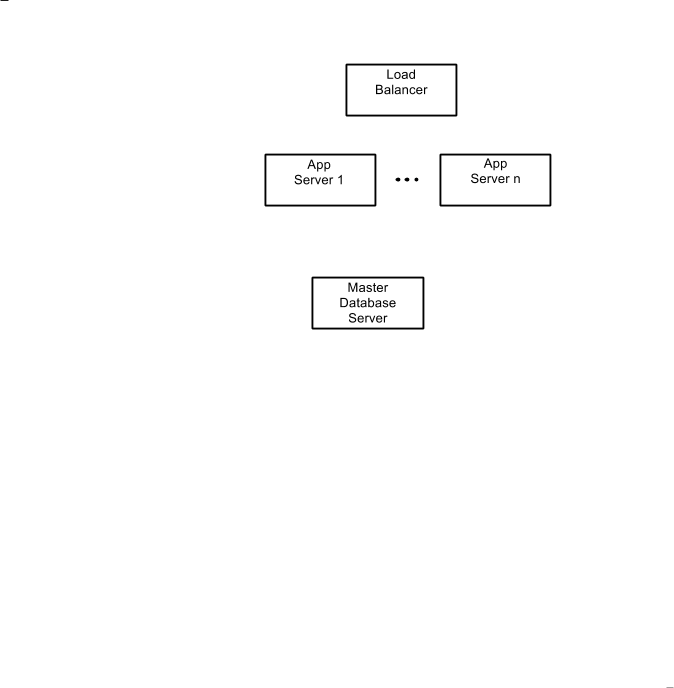 Load
Balancer
App
Server 1
App
Server n
Master
Database
Server